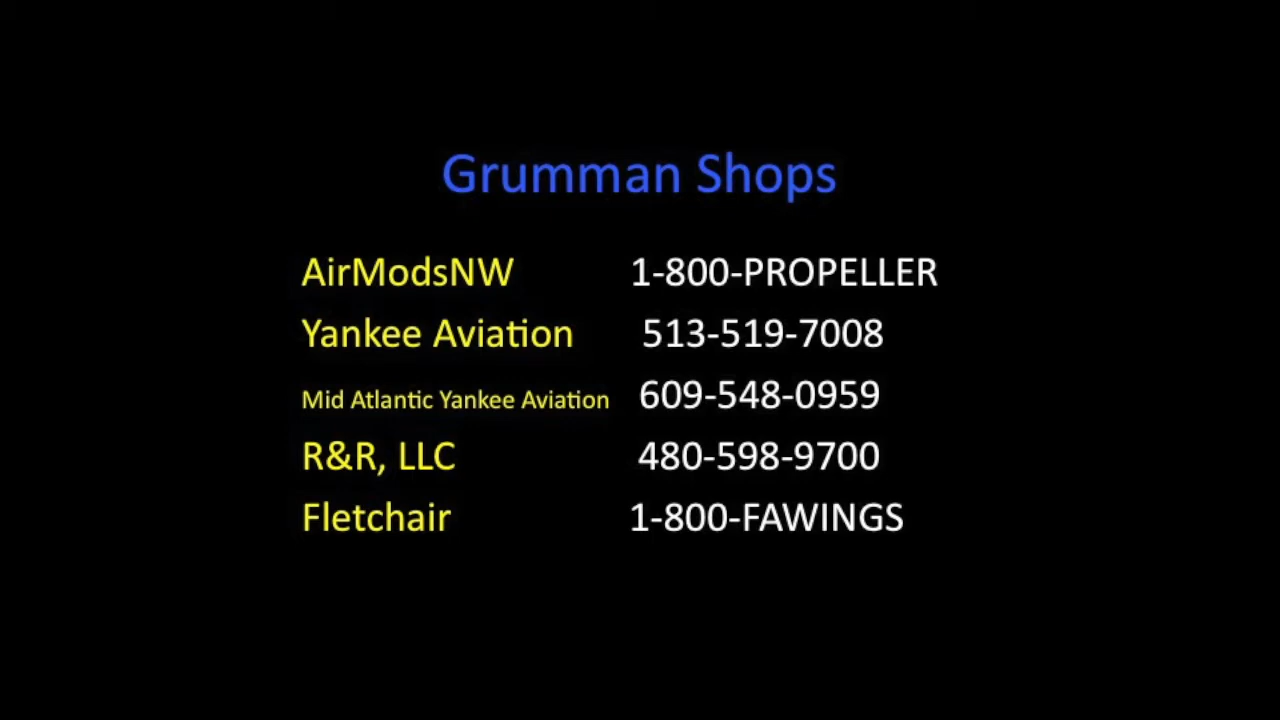 Grumman Shops
AirModsNW 1-800-PROPELLER
Yankee Aviation 513-519-7008
Mid Atlantic Yankee Aviation 609-548-0959
R&R, LLC 480-598-9700
Fletchair 1-800-FAWINGS